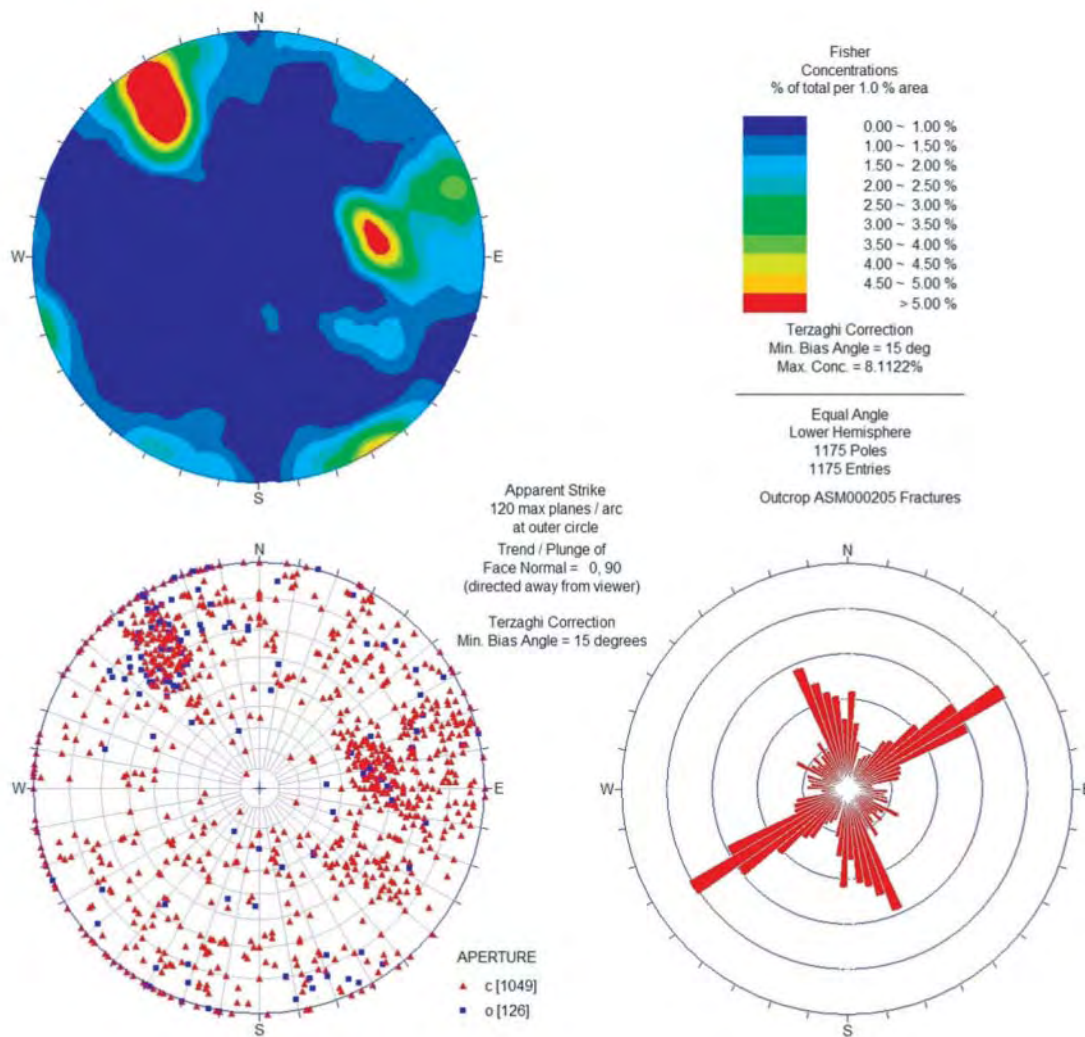 N
W
E
S
Fisher
Concentrations
% of total per 1.0 % area
0.00 ~ 1.00 %
1.00 ~ 1.50 %
1.50 ~ 2.00 %
2.00 ~ 2.50 %
2.50 ~ 3.00 %
3.00 ~ 3.50 %
3.50 ~ 4.00 %
4.00 ~ 4.50 %
4.50 ~ 5.00 %
> 5.00 %
Terzaghi Correction
Min. Bias Angle = 15 deg
Max. Conc. = 8.1122%
Equal Angle
Lower Hemisphere
1175 Poles
1175 Entries
Outcrop ASM000205 Fractures
Apparent Strike
120 max planes / arc
at outer circle
Trend / Plunge of
Face Normal = 0, 90
(directed away from viewer)
Terzaghi Correction
Min. Bias Angle = 15 degrees
N
W
E
S
APERTURE
c [1049]
o [126]
N
W
E
S